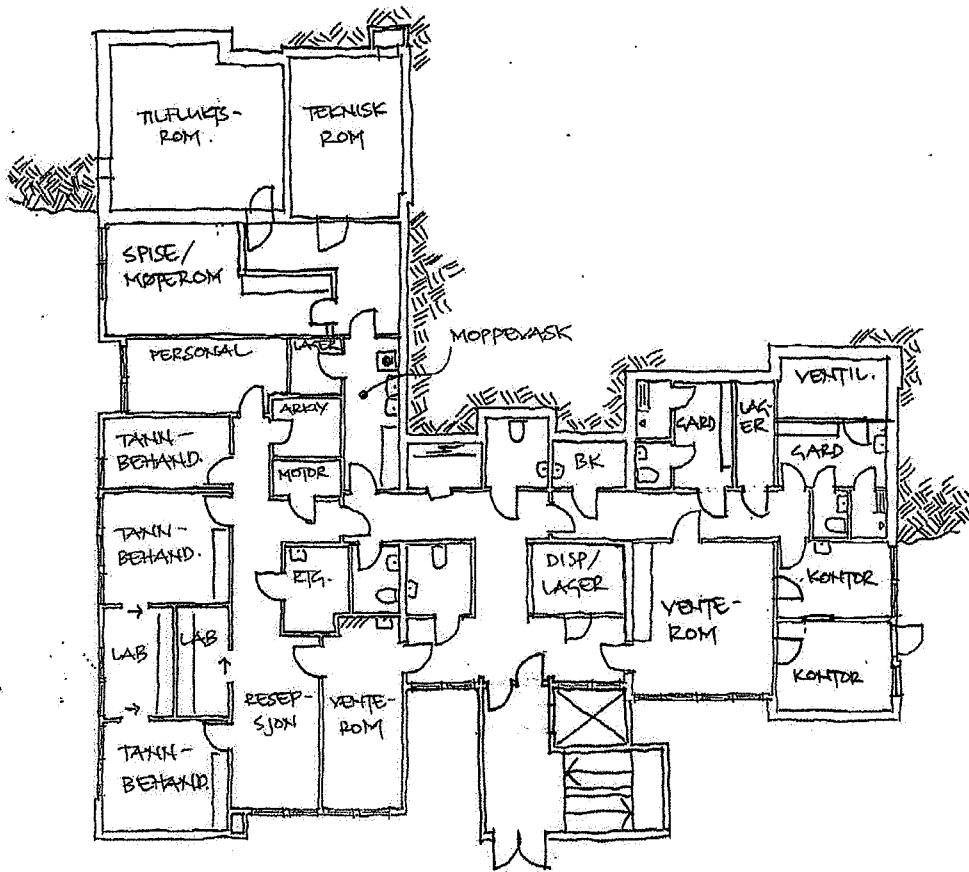 TILFLUKTS-
ROM.
TEKNISK
ROM
SPISE/
MØTEROM
MOPPEVASK
PERSONAL
LAGER
ARKIV
MOTOR
TANN-
BEHAND.
TANN-
BEHAND.
LAB
LAB
TANN-
BEHAND.
RTG.
RESEP-
SJON
VENTE-
ROM
BK
DISP/
LAGER
GARD
LAG-
ER
VENTIL.
GARD
VENTE-
ROM
KONTOR
KONTOR